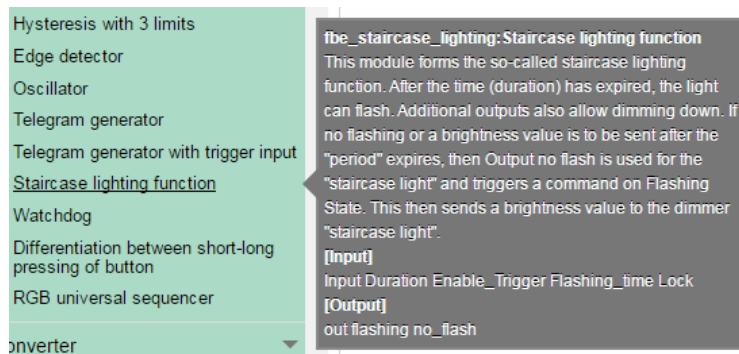 Hysteresis with 3 limits
Edge detector
Oscillator
Telegram generator
Telegram generator with trigger input
Staircase lighting function
Watchdog
Differentiation between short-long
pressing of button
RGB universal sequencer
onverter
fbe_staircase_lighting:Staircase lighting function
This module forms the so-called staircase lighting
function. After the time (duration) has expired, the light
can flash. Additional outputs also allow dimming down. If
no flashing or a brightness value is to be sent after the
"period" expires, then Output no flash is used for the
"staircase light" and triggers a command on Flashing
State. This then sends a brightness value to the dimmer
"staircase light".
[Input]
Input Duration Enable_Trigger Flashing_time Lock
[Output]
out flashing no_flash